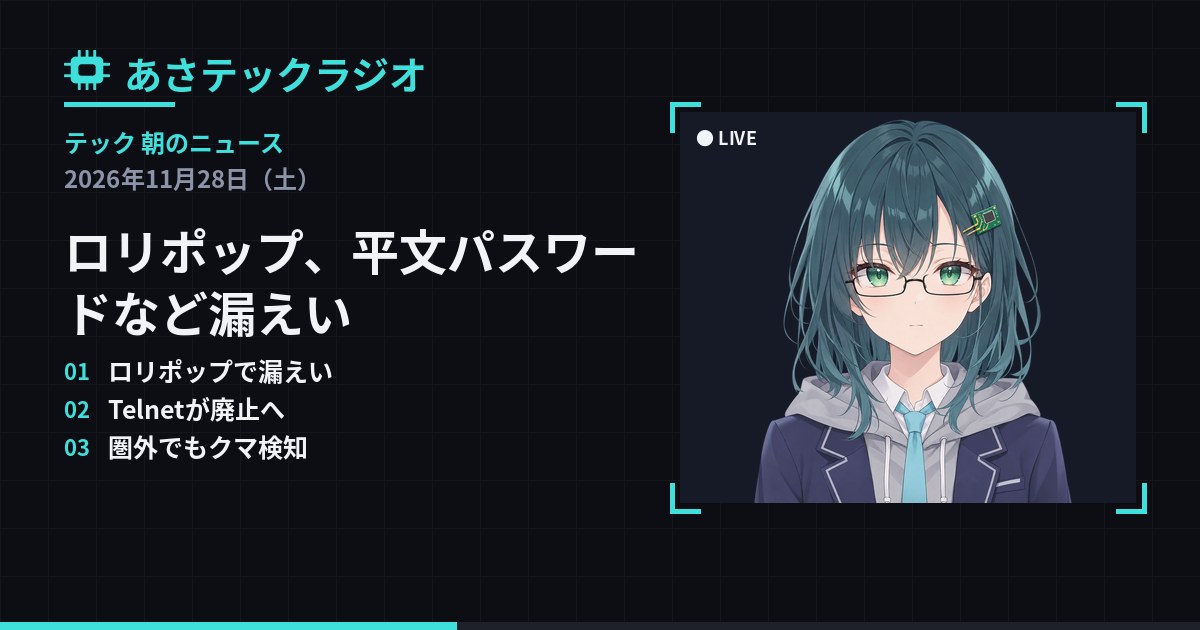 あさテックラジオ
テック 朝のニュース
2026年11月28日（土）
ロリポップ、平文パスワー
ドなど漏えい
01 ロリポップで漏えい
02 Telnetが廃止へ
03 圏外でもクマ検知
LIVE